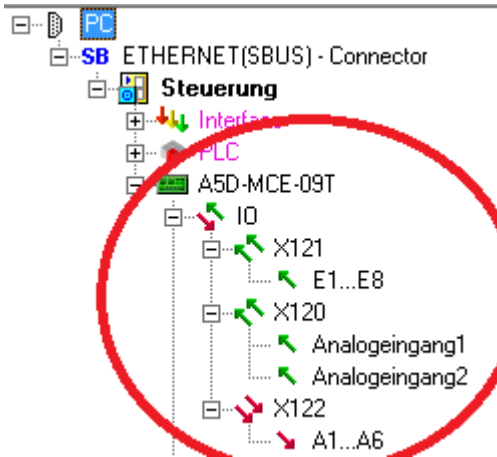 PC
SB ETHERNET(SBUS) - Connector
Steuerung
Interface
PLC
A5D-MCE-09T
IO
X121
E1...E8
X120
Analogeingang1
Analogeingang2
X122
A1...A6